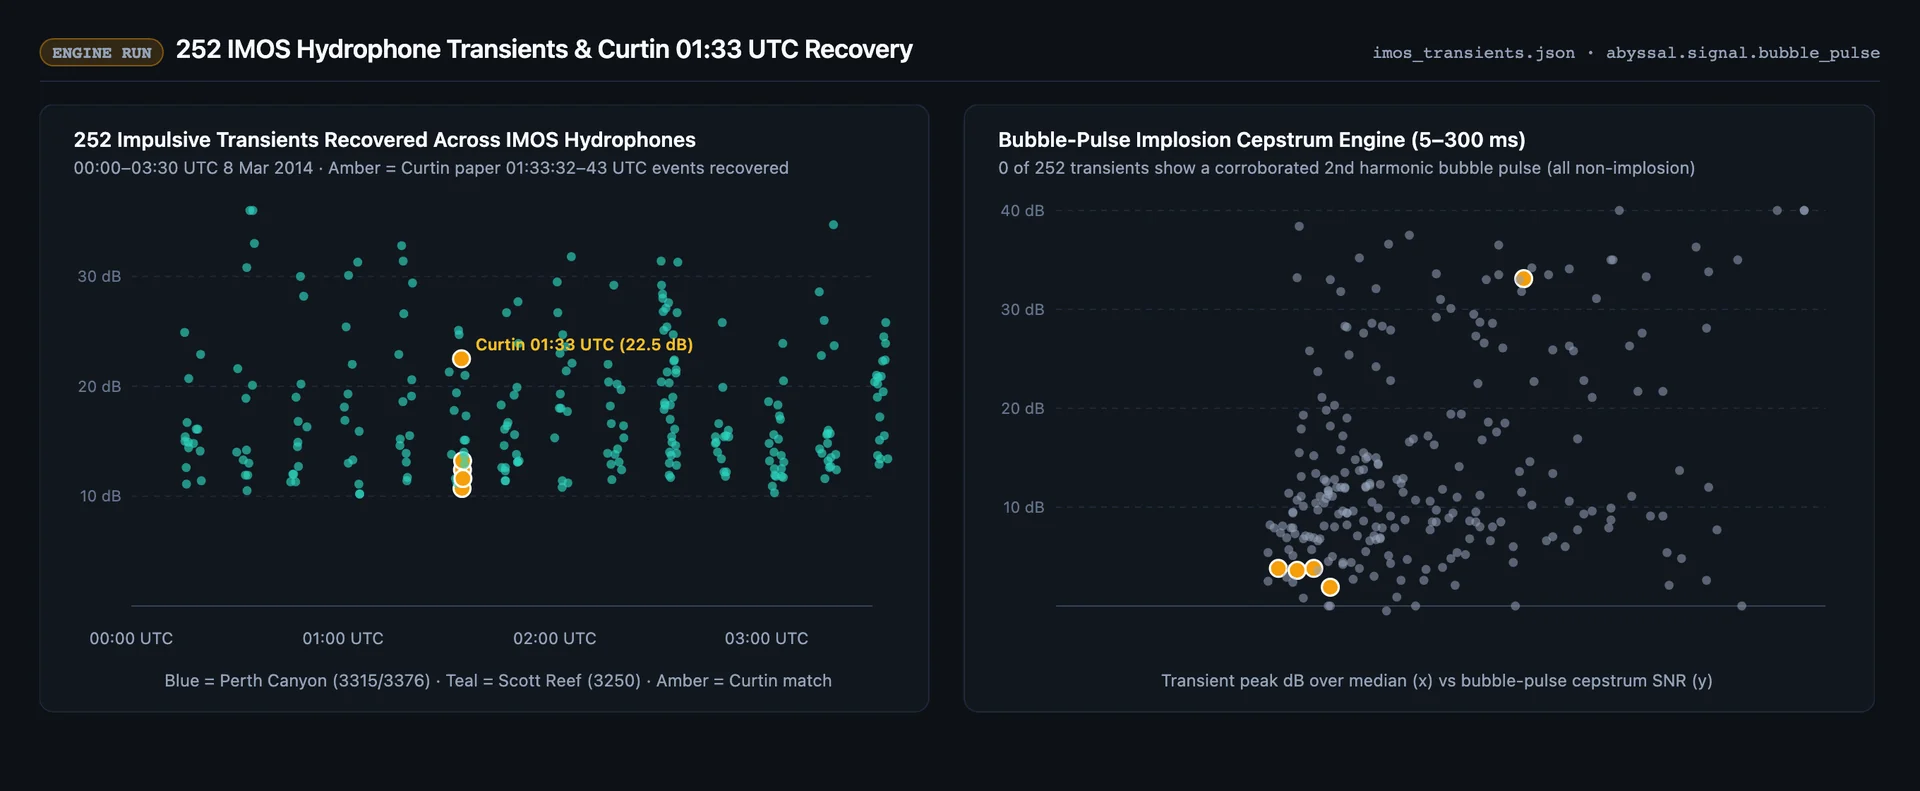 ENGINE RUN 252 IMOS Hydrophone Transients & Curtin 01:33 UTC Recovery
imos_transients.json · abyssal.signal.bubble_pulse
252 Impulsive Transients Recovered Across IMOS Hydrophones
00:00–03:30 UTC 8 Mar 2014 · Amber = Curtin paper 01:33:32–43 UTC events recovered
30 dB
Curtin 01:33 UTC (22.5 dB)
20 dB
10 dB
00:00 UTC 01:00 UTC 02:00 UTC 03:00 UTC
Blue = Perth Canyon (3315/3376) · Teal = Scott Reef (3250) · Amber = Curtin match
Bubble-Pulse Implosion Cepstrum Engine (5–300 ms)
0 of 252 transients show a corroborated 2nd harmonic bubble pulse (all non-implosion)
40 dB
30 dB
20 dB
10 dB
Transient peak dB over median (x) vs bubble-pulse cepstrum SNR (y)